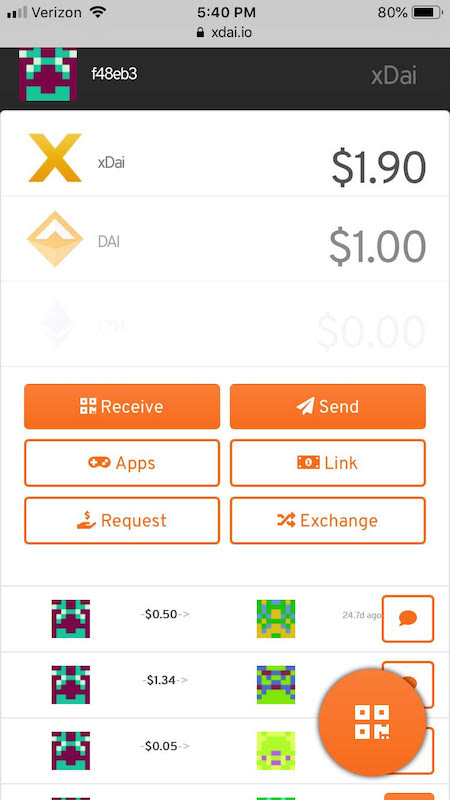 Verizon 5:40 PM 80%
xdai.io
f48eb3 xDai
xDai $1.90
DAI $1.00
ETH $0.00
Receive Send
Apps Link
Request Exchange
-$0.50-> 24.7d ago
-$1.34->
-$0.05->